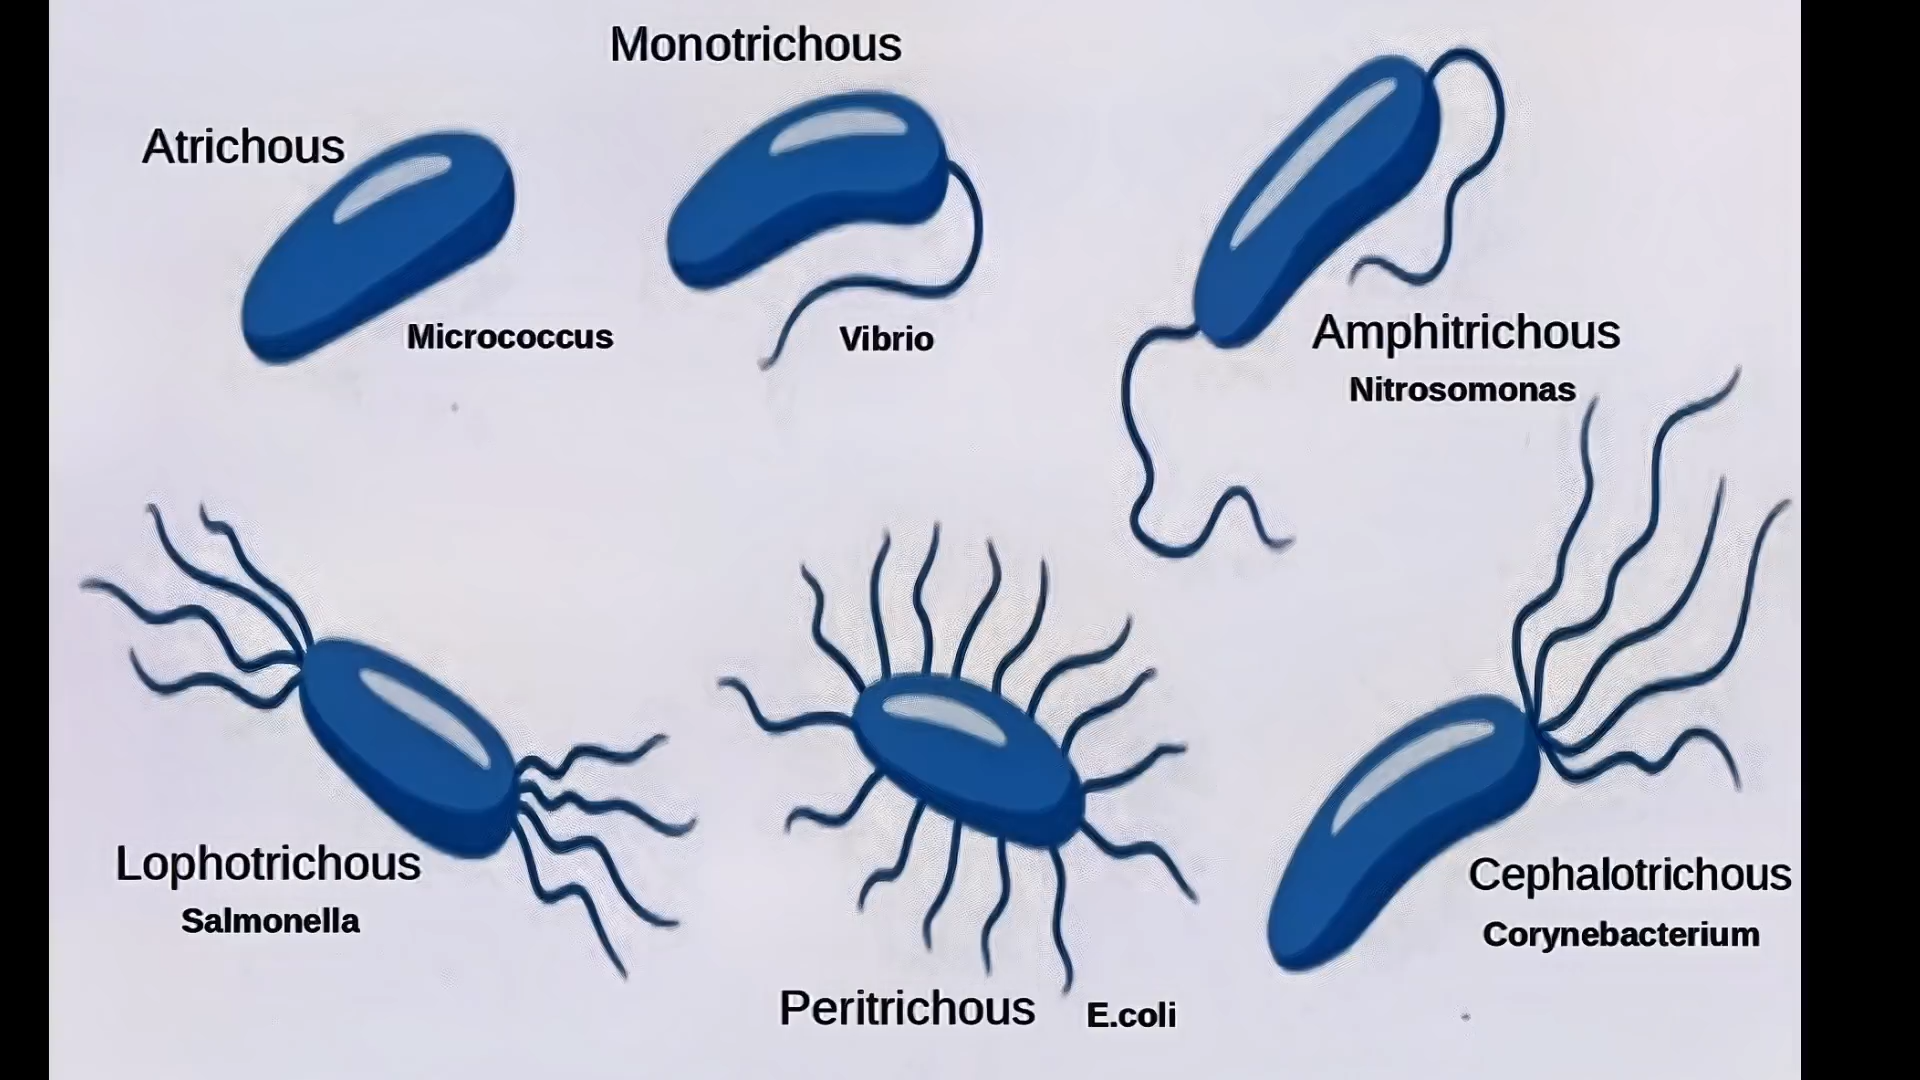 Monotrichous
Atrichous
Micrococcus
Vibrio
Amphitrichous
Nitrosomonas
Lophotrichous
Salmonella
Peritrichous
E.coli
Cephalotrichous
Corynebacterium